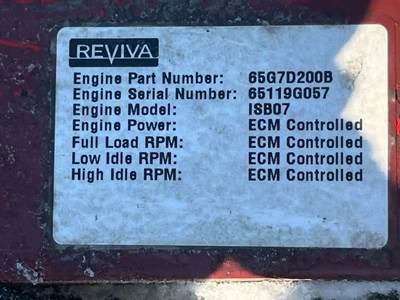 REVIVA
Engine Part Number: 65G7D200B
Engine Serial Number: 65119G057
Engine Model: ISB07
Engine Power: ECM Controlled
Full Load RPM: ECM Controlled
Low Idle RPM: ECM Controlled
High Idle RPM: ECM Controlled